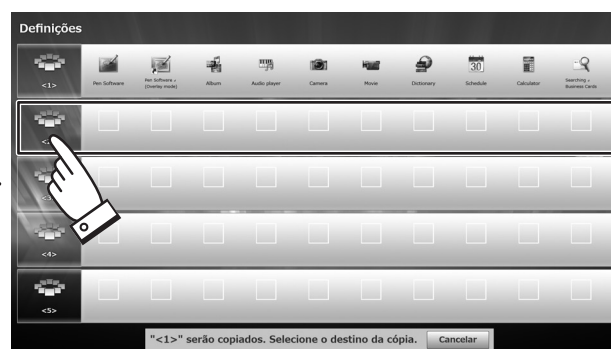 Definições
<1>
Pen Software
Pen Software
(Overlay mode)
Album
Audio player
Camera
Movie
Dictionary
Schedule
Calculator
Searching
Business Cards
30
<4>
<5>
"<1>" serão copiados. Selecione o destino da cópia.
Cancelar